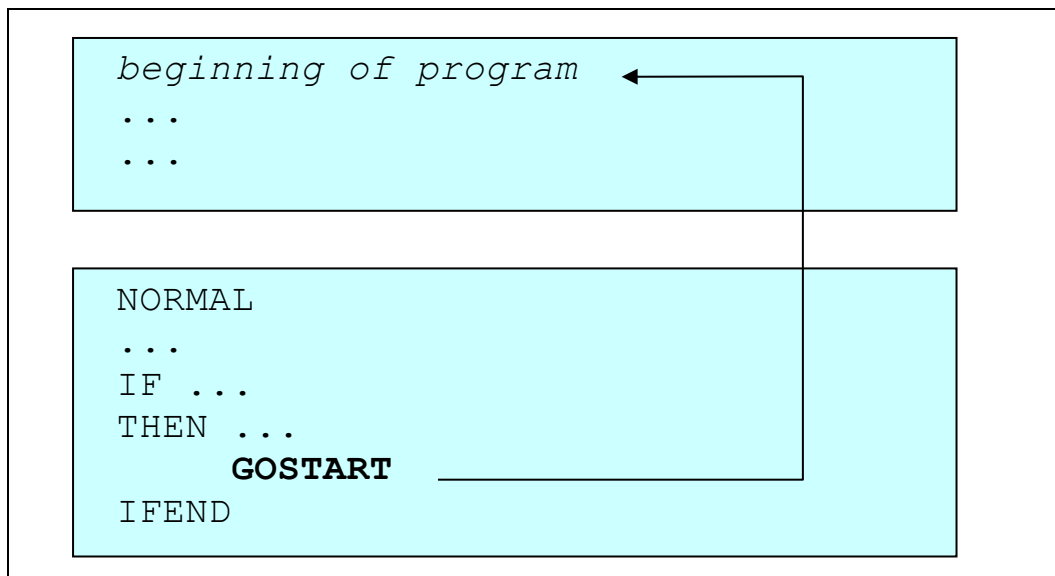 beginning of program
...
...
NORMAL
...
IF ...
THEN ...
GOSTART
IFEND